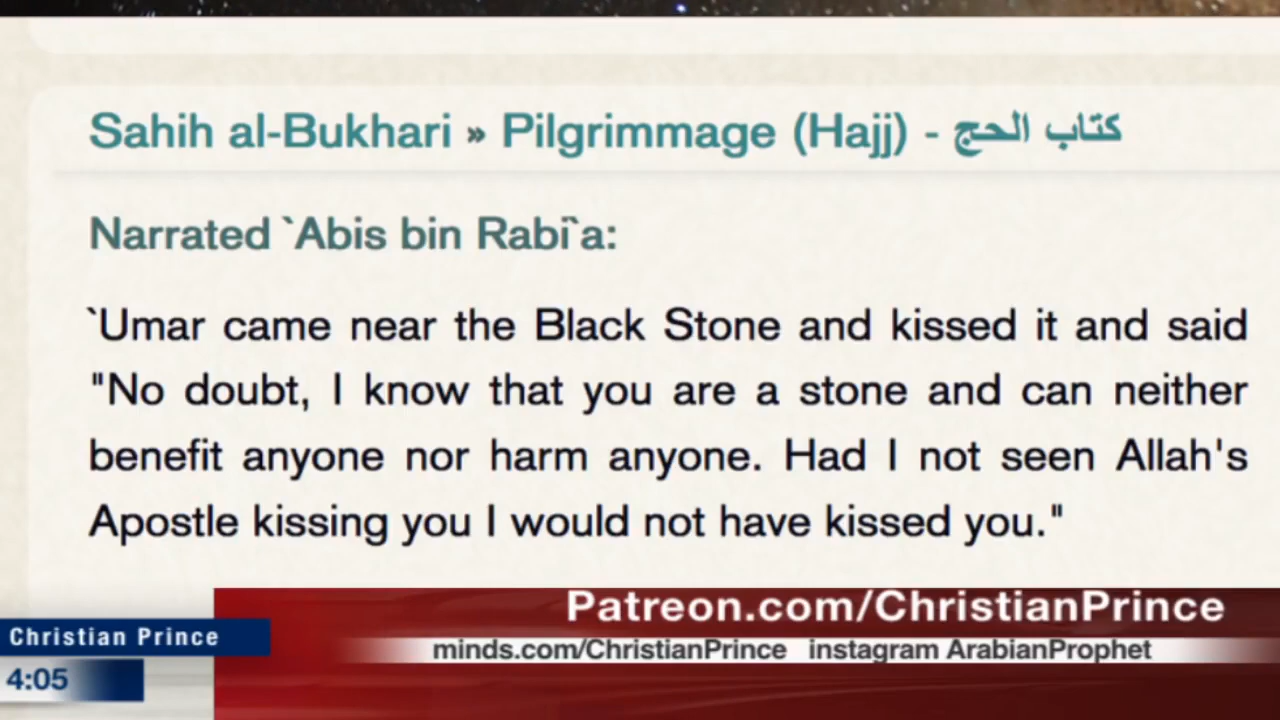 Sahih al-Bukhari » Pilgrimmage (Hajj) - كتاب الحج
Narrated `Abis bin Rabi`a:
`Umar came near the Black Stone and kissed it and said
"No doubt, I know that you are a stone and can neither
benefit anyone nor harm anyone. Had I not seen Allah's
Apostle kissing you I would not have kissed you."
Patreon.com/ChristianPrince
Christian Prince
minds.com/ChristianPrince instagram ArabianProphet
4:05